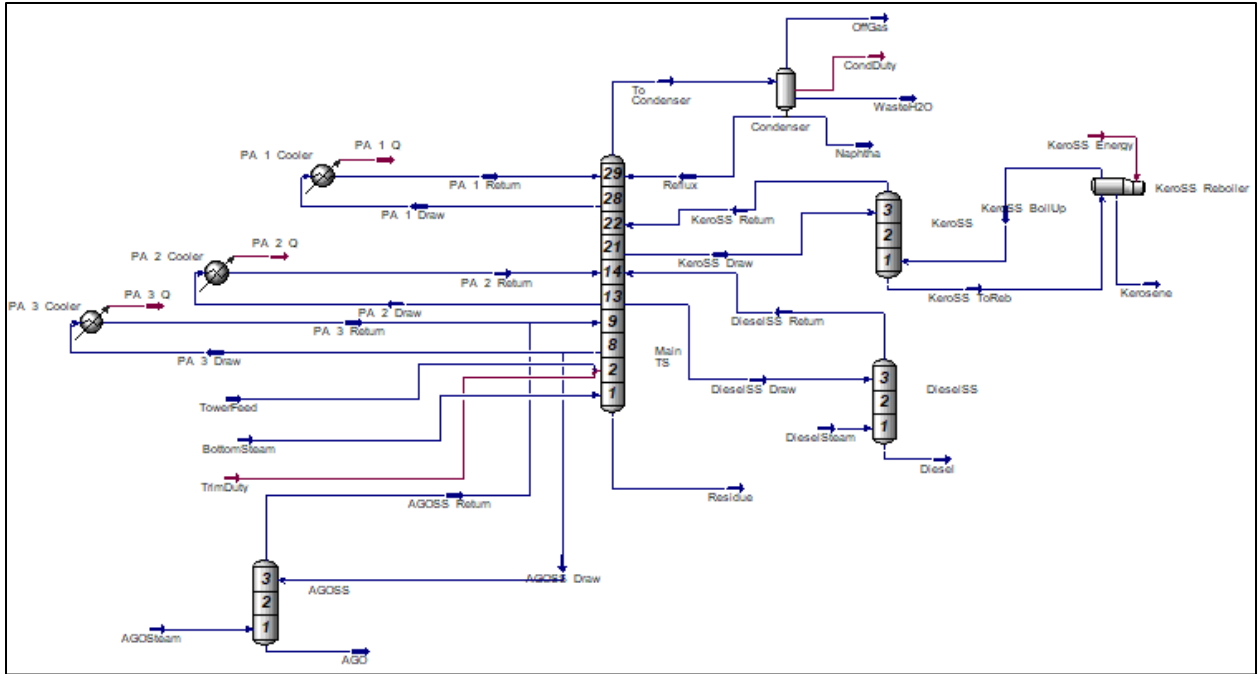 OffGas
CondDuty
To
Condenser
WasteH2O
Condenser
KeroSS Energy
PA 1 Q
PA 1 Cooler
Naphtha
29
PA 1 Return
Reflux
KeroSS Reboiler
28
PA 1 Draw
KeroSS Return
3
KeroSS
KeroSS BoilUp
22
2
PA 2 Q
21
PA 2 Cooler
KeroSS Draw
1
14
PA 2 Return
KeroSS ToReb
Kerosene
PA 3 Q
13
PA 3 Cooler
PA 2 Draw
DieselSS Return
9
PA 3 Return
8
Main
TS
PA 3 Draw
2
3
DieselSS
DieselSS Draw
1
2
TowerFeed
1
DieselSteam
BottomSteam
Diesel
TrimDuty
AGOSS Return
Residue
3
AGOSS
AGOSS Draw
2
1
AGOSteam
AGO